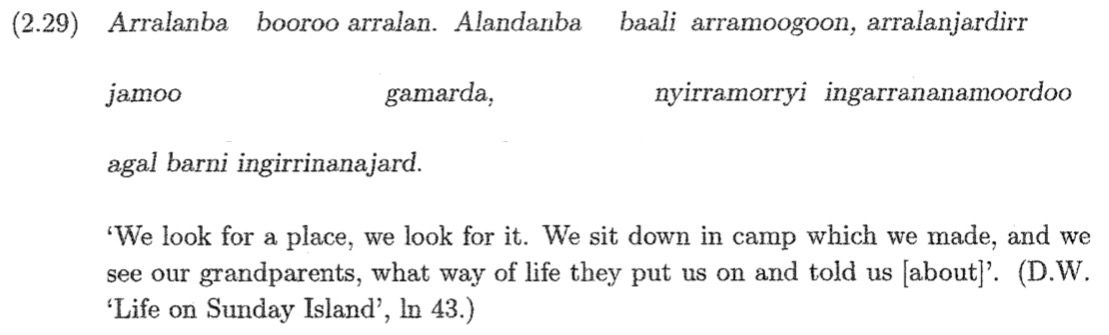 (2.29) Arralanba booroo arralan. Alandanba baali arramoogoon, arralanjardirr
jamoo gamarda, nyirramorryi ingarrananamoordoo
agal barni ingirrinanajard.
‘We look for a place, we look for it. We sit down in camp which we made, and we
see our grandparents, what way of life they put us on and told us [about]’. (D.W.
‘Life on Sunday Island’, ln 43.)